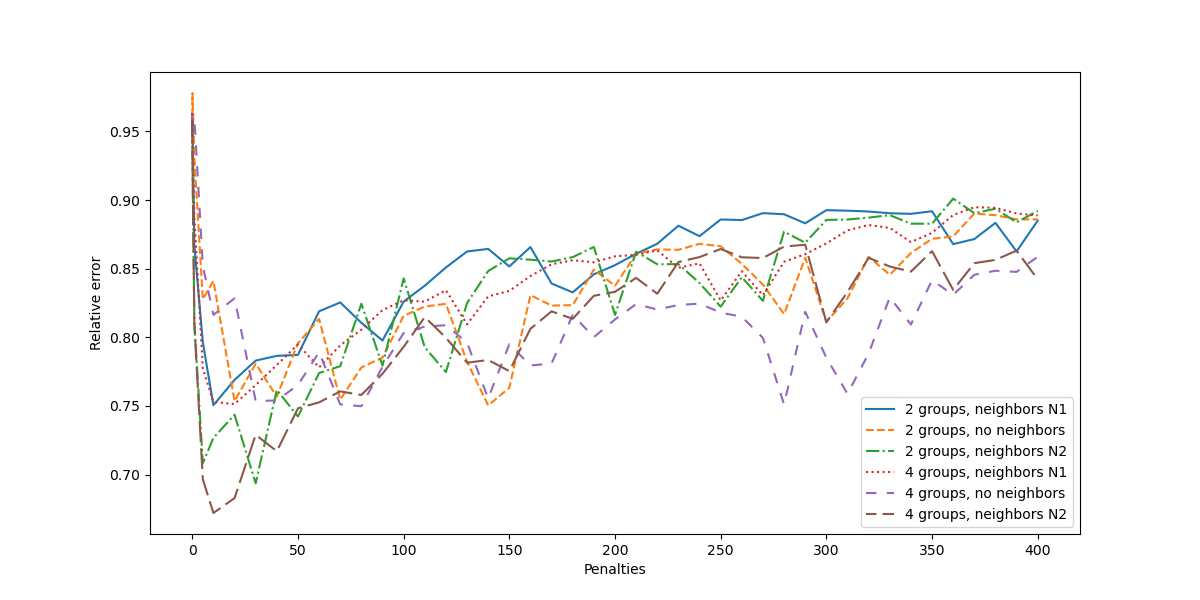 Relative error
0.95
0.90
0.85
0.80
0.75
0.70
0 50 100 150 200 250 300 350 400
Penalties
2 groups, neighbors N1
2 groups, no neighbors
2 groups, neighbors N2
4 groups, neighbors N1
4 groups, no neighbors
4 groups, neighbors N2